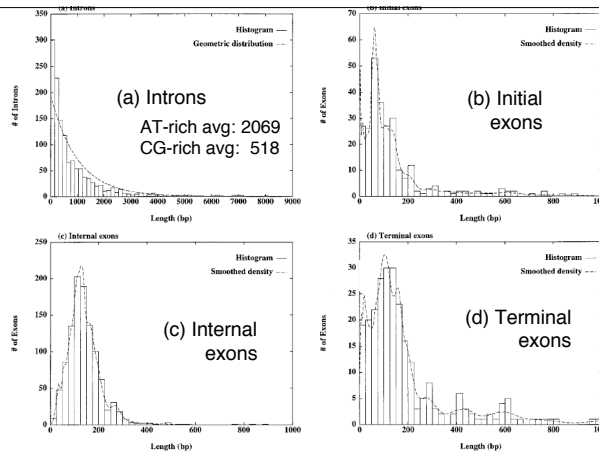 (a) Introns
Histogram
Geometric distribution
350
300
250
200
150
100
50
0
# of Introns
(a) Introns
AT-rich avg: 2069
CG-rich avg: 518
0 1000 2000 3000 4000 5000 6000 7000 8000 9000
Length (bp)
(b) Initial exons
Histogram
Smoothed density
70
60
50
40
30
20
10
0
# of Exons
(b) Initial
exons
0 200 400 600 800
Length (bp)
(c) Internal exons
Histogram
Smoothed density
250
200
150
100
50
0
# of Exons
(c) Internal
exons
0 200 400 600 800 1000
Length (bp)
(d) Terminal exons
Histogram
Smoothed density
35
30
25
20
15
10
5
0
# of Exons
(d) Terminal
exons
0 200 400 600 800
Length (bp)